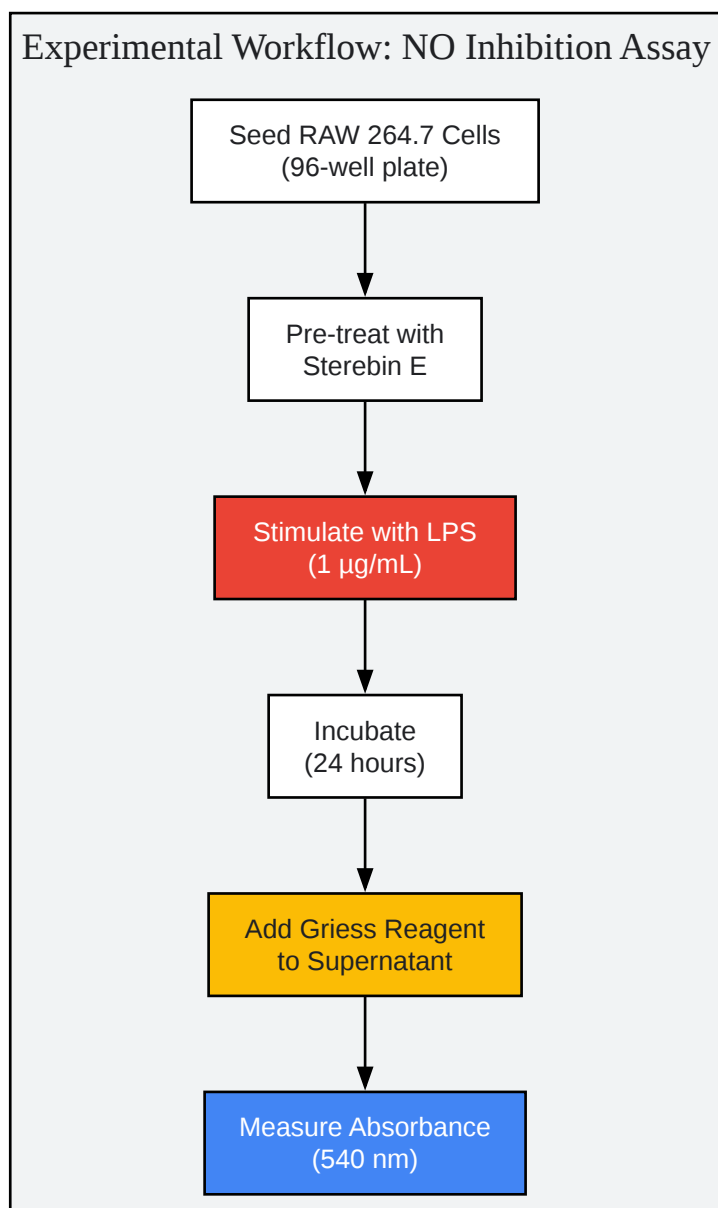 Experimental Workflow: NO Inhibition Assay
Seed RAW 264.7 Cells
(96-well plate)
Pre-treat with
Sterebin E
Stimulate with LPS
(1 µg/mL)
Incubate
(24 hours)
Add Griess Reagent
to Supernatant
Measure Absorbance
(540 nm)